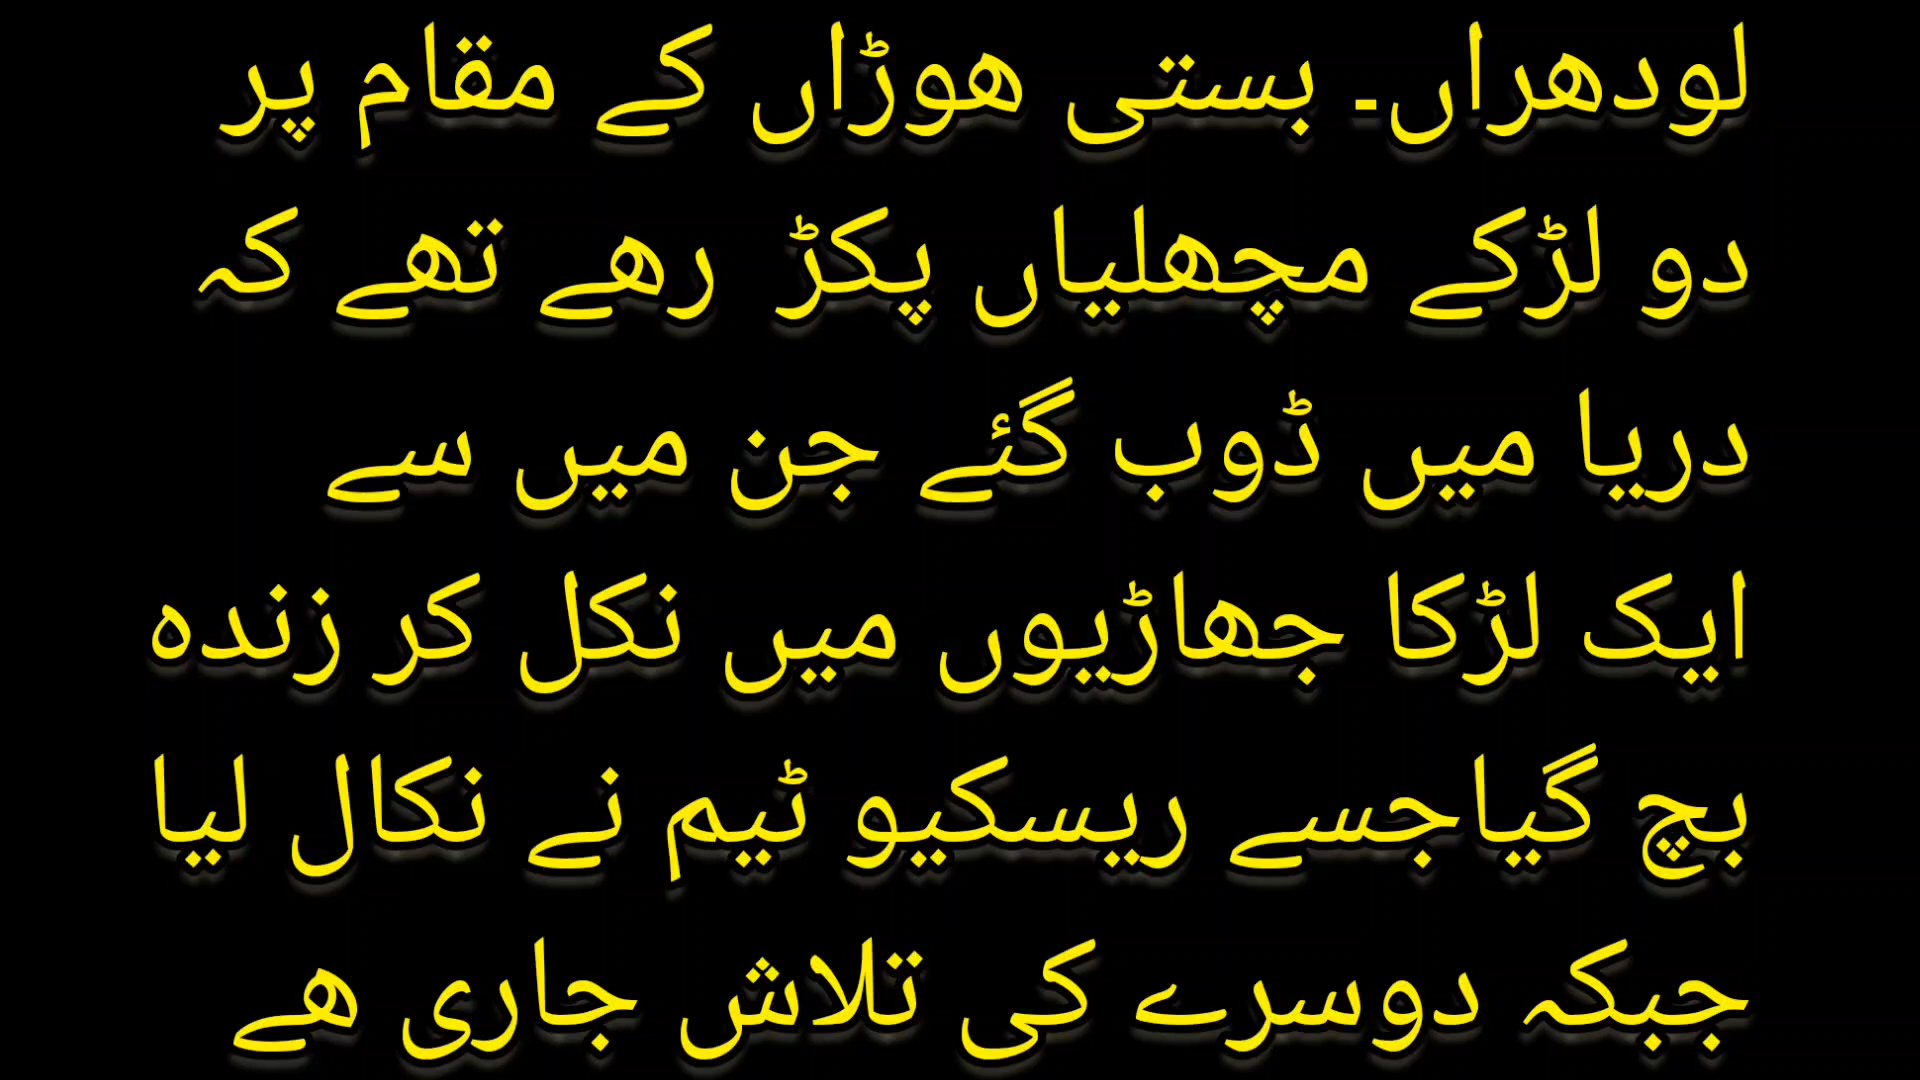 لودھراں۔ بستی ھوڑاں کے مقام پر
دو لڑکے مچھلیاں پکڑ رھے تھے کہ
دریا میں ڈوب گئے جن میں سے
ایک لڑکا جھاڑیوں میں نکل کر زندہ
بچ گیاجسے ریسکیو ٹیم نے نکال لیا
جبکہ دوسرے کی تلاش جاری ھے